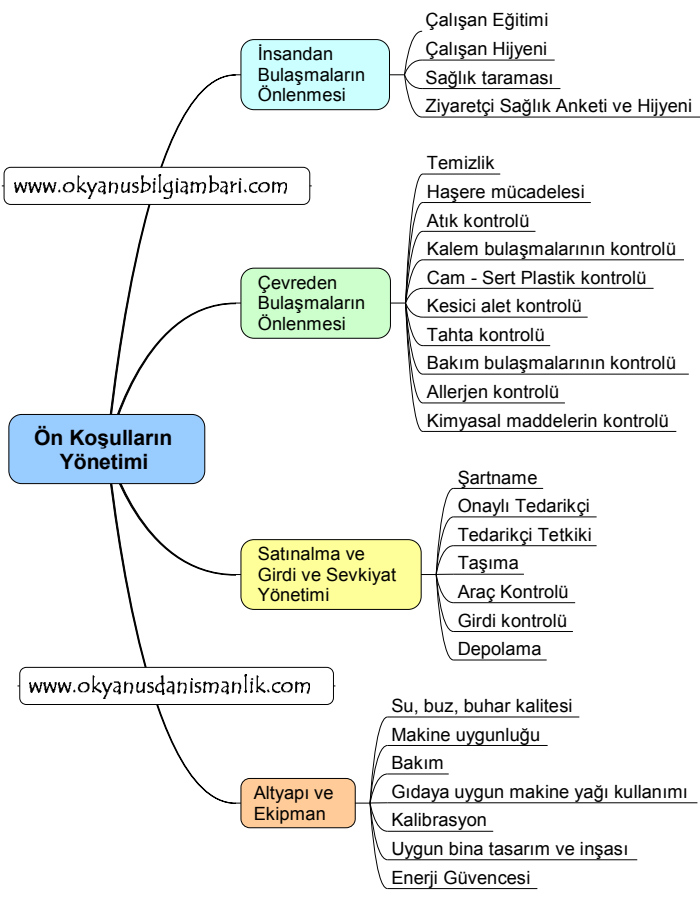 İnsandan
Bulaşmaların
Önlenmesi
Çalışan Eğitimi
Çalışan Hijyeni
Sağlık taraması
Ziyaretçi Sağlık Anketi ve Hijyeni
www.okyanusbilgiambari.com
Çevreden
Bulaşmaların
Önlenmesi
Temizlik
Haşere mücadelesi
Atık kontrolü
Kalem bulaşmalarının kontrolü
Cam - Sert Plastik kontrolü
Kesici alet kontrolü
Tahta kontrolü
Bakım bulaşmalarının kontrolü
Allerjen kontrolü
Kimyasal maddelerin kontrolü
Ön Koşulların
Yönetimi
Satınalma ve
Girdi ve Sevkiyat
Yönetimi
Şartname
Onaylı Tedarikçi
Tedarikçi Tetkiki
Taşıma
Araç Kontrolü
Girdi kontrolü
Depolama
www.okyanusdanismanlik.com
Altyapı ve
Ekipman
Su, buz, buhar kalitesi
Makine uygunluğu
Bakım
Gıdaya uygun makine yağı kullanımı
Kalibrasyon
Uygun bina tasarım ve inşası
Enerji Güvencesi